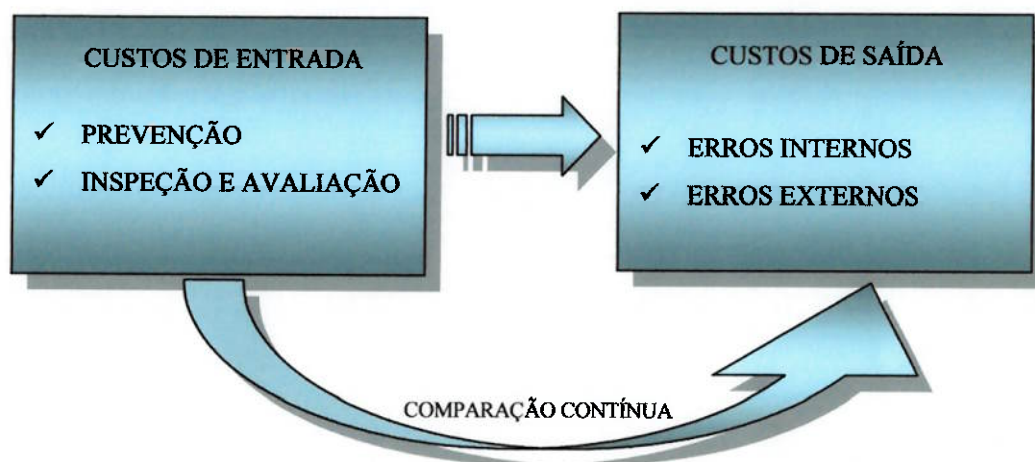 CUSTOS DE ENTRADA
✓ PREVENÇÃO
✓ INSPEÇÃO E AVALIAÇÃO
CUSTOS DE SAÍDA
✓ ERROS INTERNOS
✓ ERROS EXTERNOS
COMPARAÇÃO CONTÍNUA